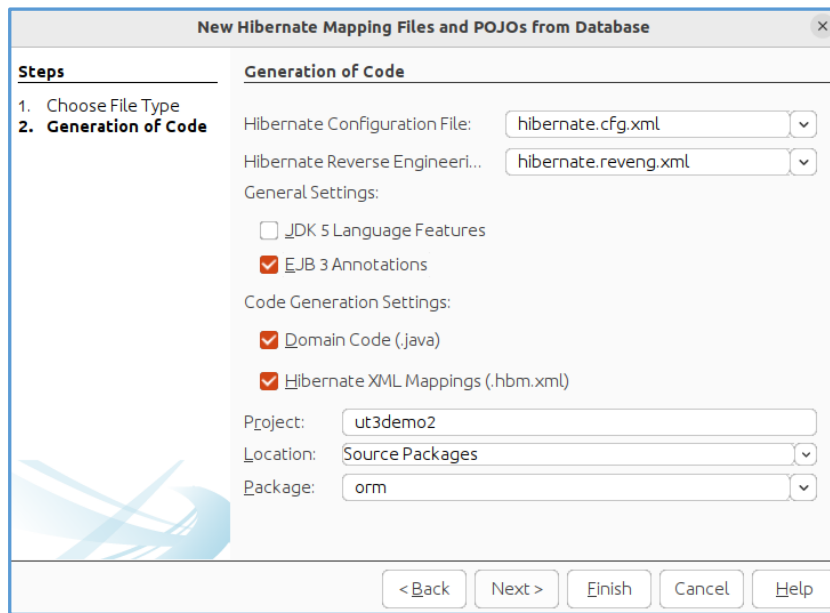 New Hibernate Mapping Files and POJOs from Database
Steps
1. Choose File Type
2. Generation of Code
Generation of Code
Hibernate Configuration File: hibernate.cfg.xml
Hibernate Reverse Engineeri... hibernate.reveng.xml
General Settings:
JDK 5 Language Features
EJB 3 Annotations
Code Generation Settings:
Domain Code (.java)
Hibernate XML Mappings (.hbm.xml)
Project: ut3demo2
Location: Source Packages
Package: orm
< Back Next > Finish Cancel Help